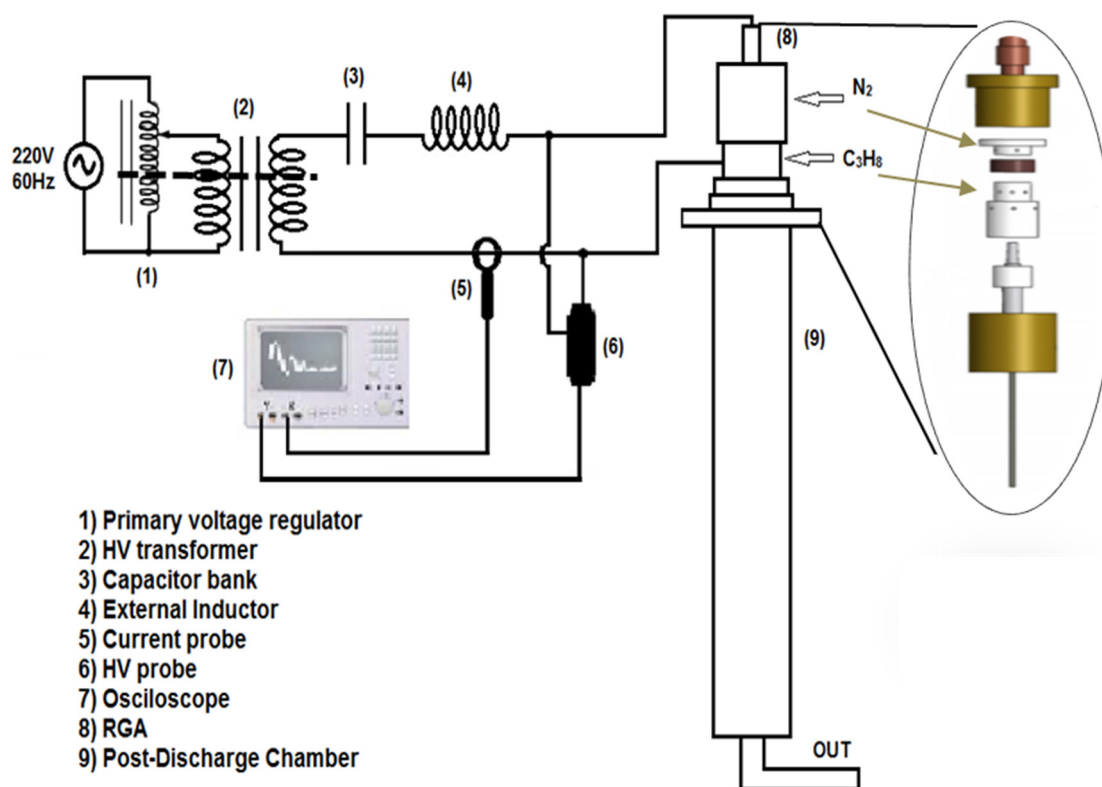 (8)
(3)
(4)
(2)
N2
220V
60Hz
C3H8
(1)
(5)
(9)
(6)
(7)
Y
X
1) Primary voltage regulator
2) HV transformer
3) Capacitor bank
4) External Inductor
5) Current probe
6) HV probe
7) Osciloscope
8) RGA
9) Post-Discharge Chamber
OUT